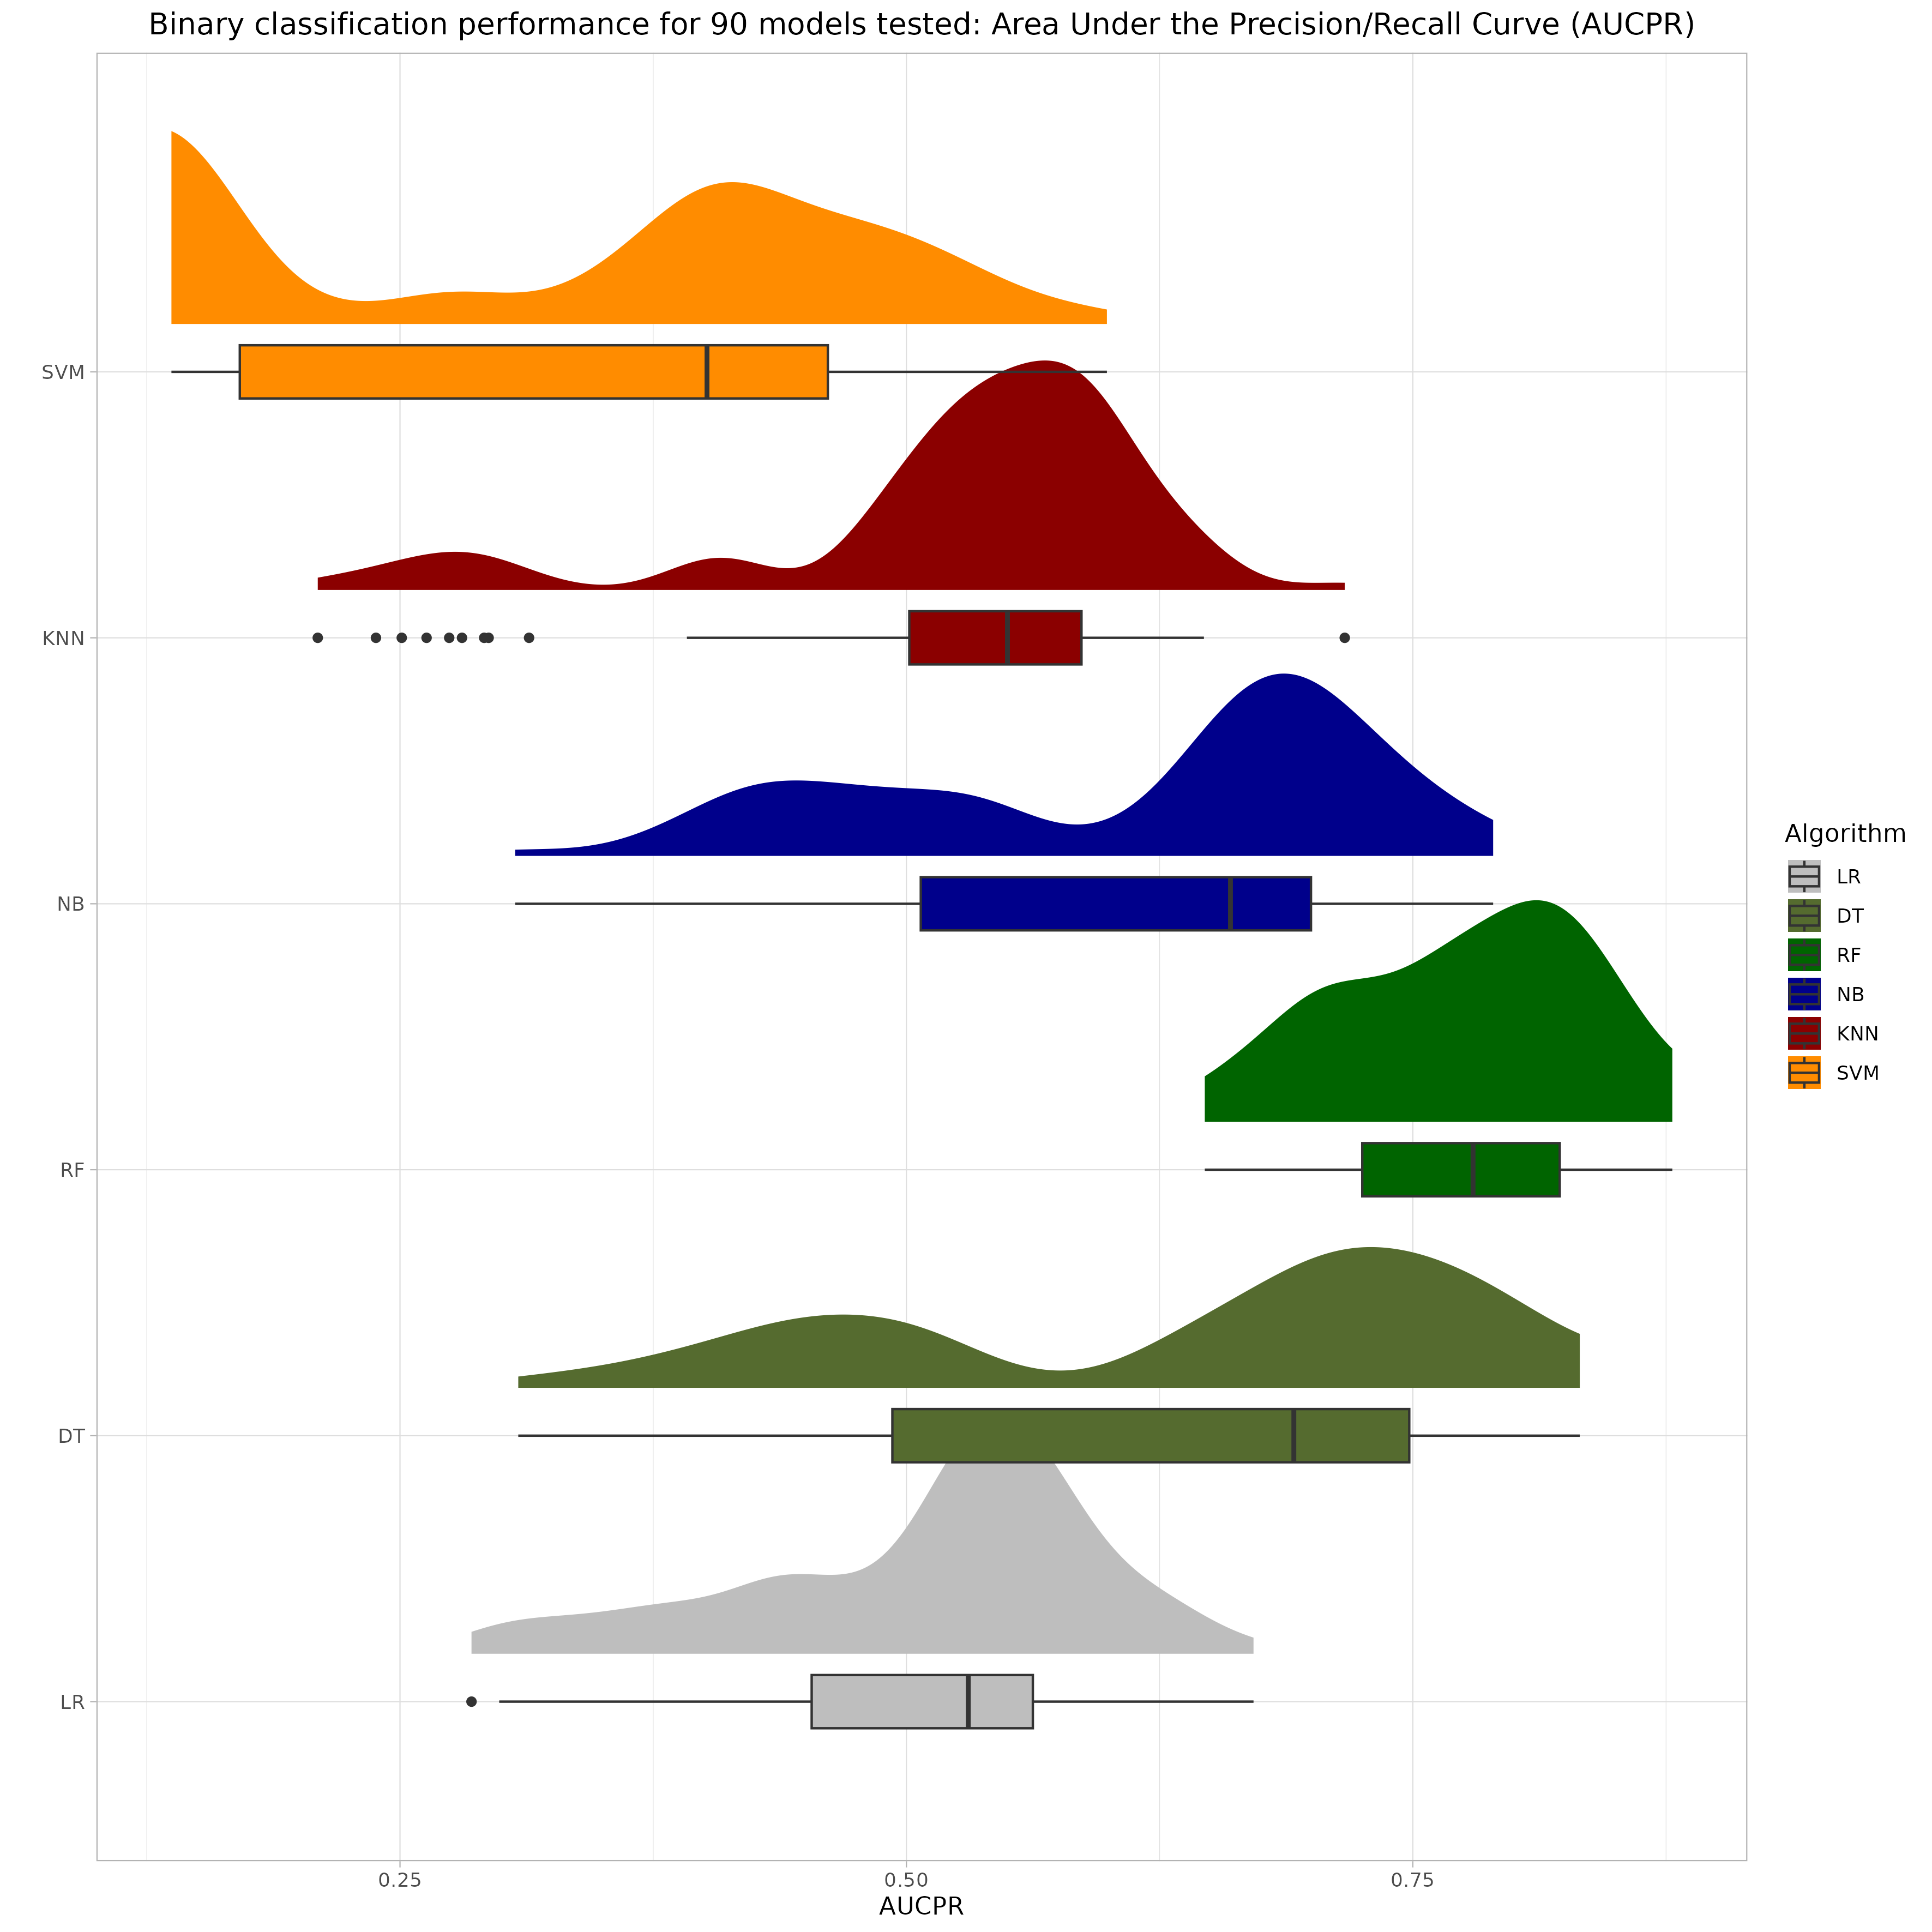 Binary classification performance for 90 models tested: Area Under the Precision/Recall Curve (AUCPR)
SVM
KNN
NB
RF
DT
LR
0.25
0.50
0.75
AUCPR
Algorithm
LR
DT
RF
NB
KNN
SVM